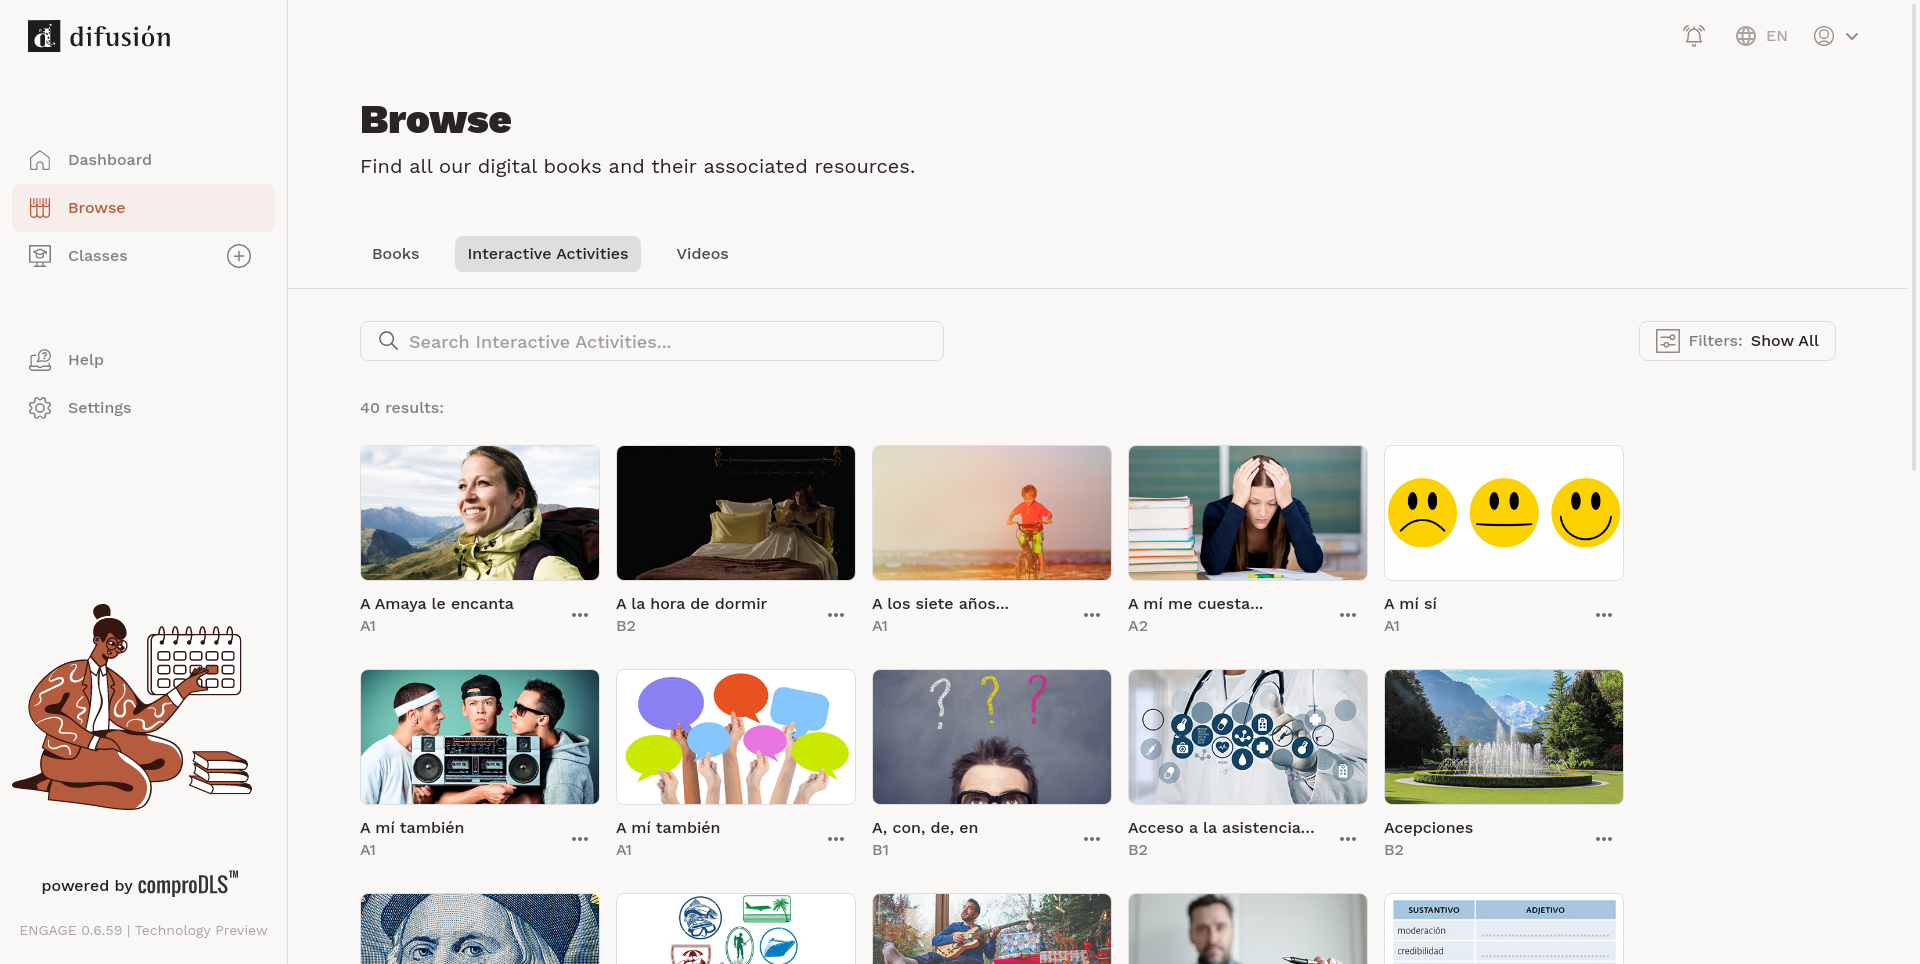 difusión
EN
Dashboard
Browse
Classes
Help
Settings
powered by comproDLS™
ENGAGE 0.6.59 | Technology Preview
Browse
Find all our digital books and their associated resources.
Books
Interactive Activities
Videos
Search Interactive Activities...
Filters: Show All
40 results:
A Amaya le encanta
A1
A la hora de dormir
B2
A los siete años...
A1
A mí me cuesta...
A2
A mí sí
A1
A mí también
A1
A mí también
A1
A, con, de, en
B1
Acceso a la asistencia...
B2
Acepciones
B2
SUSTANTIVO ADJETIVO
moderación
credibilidad